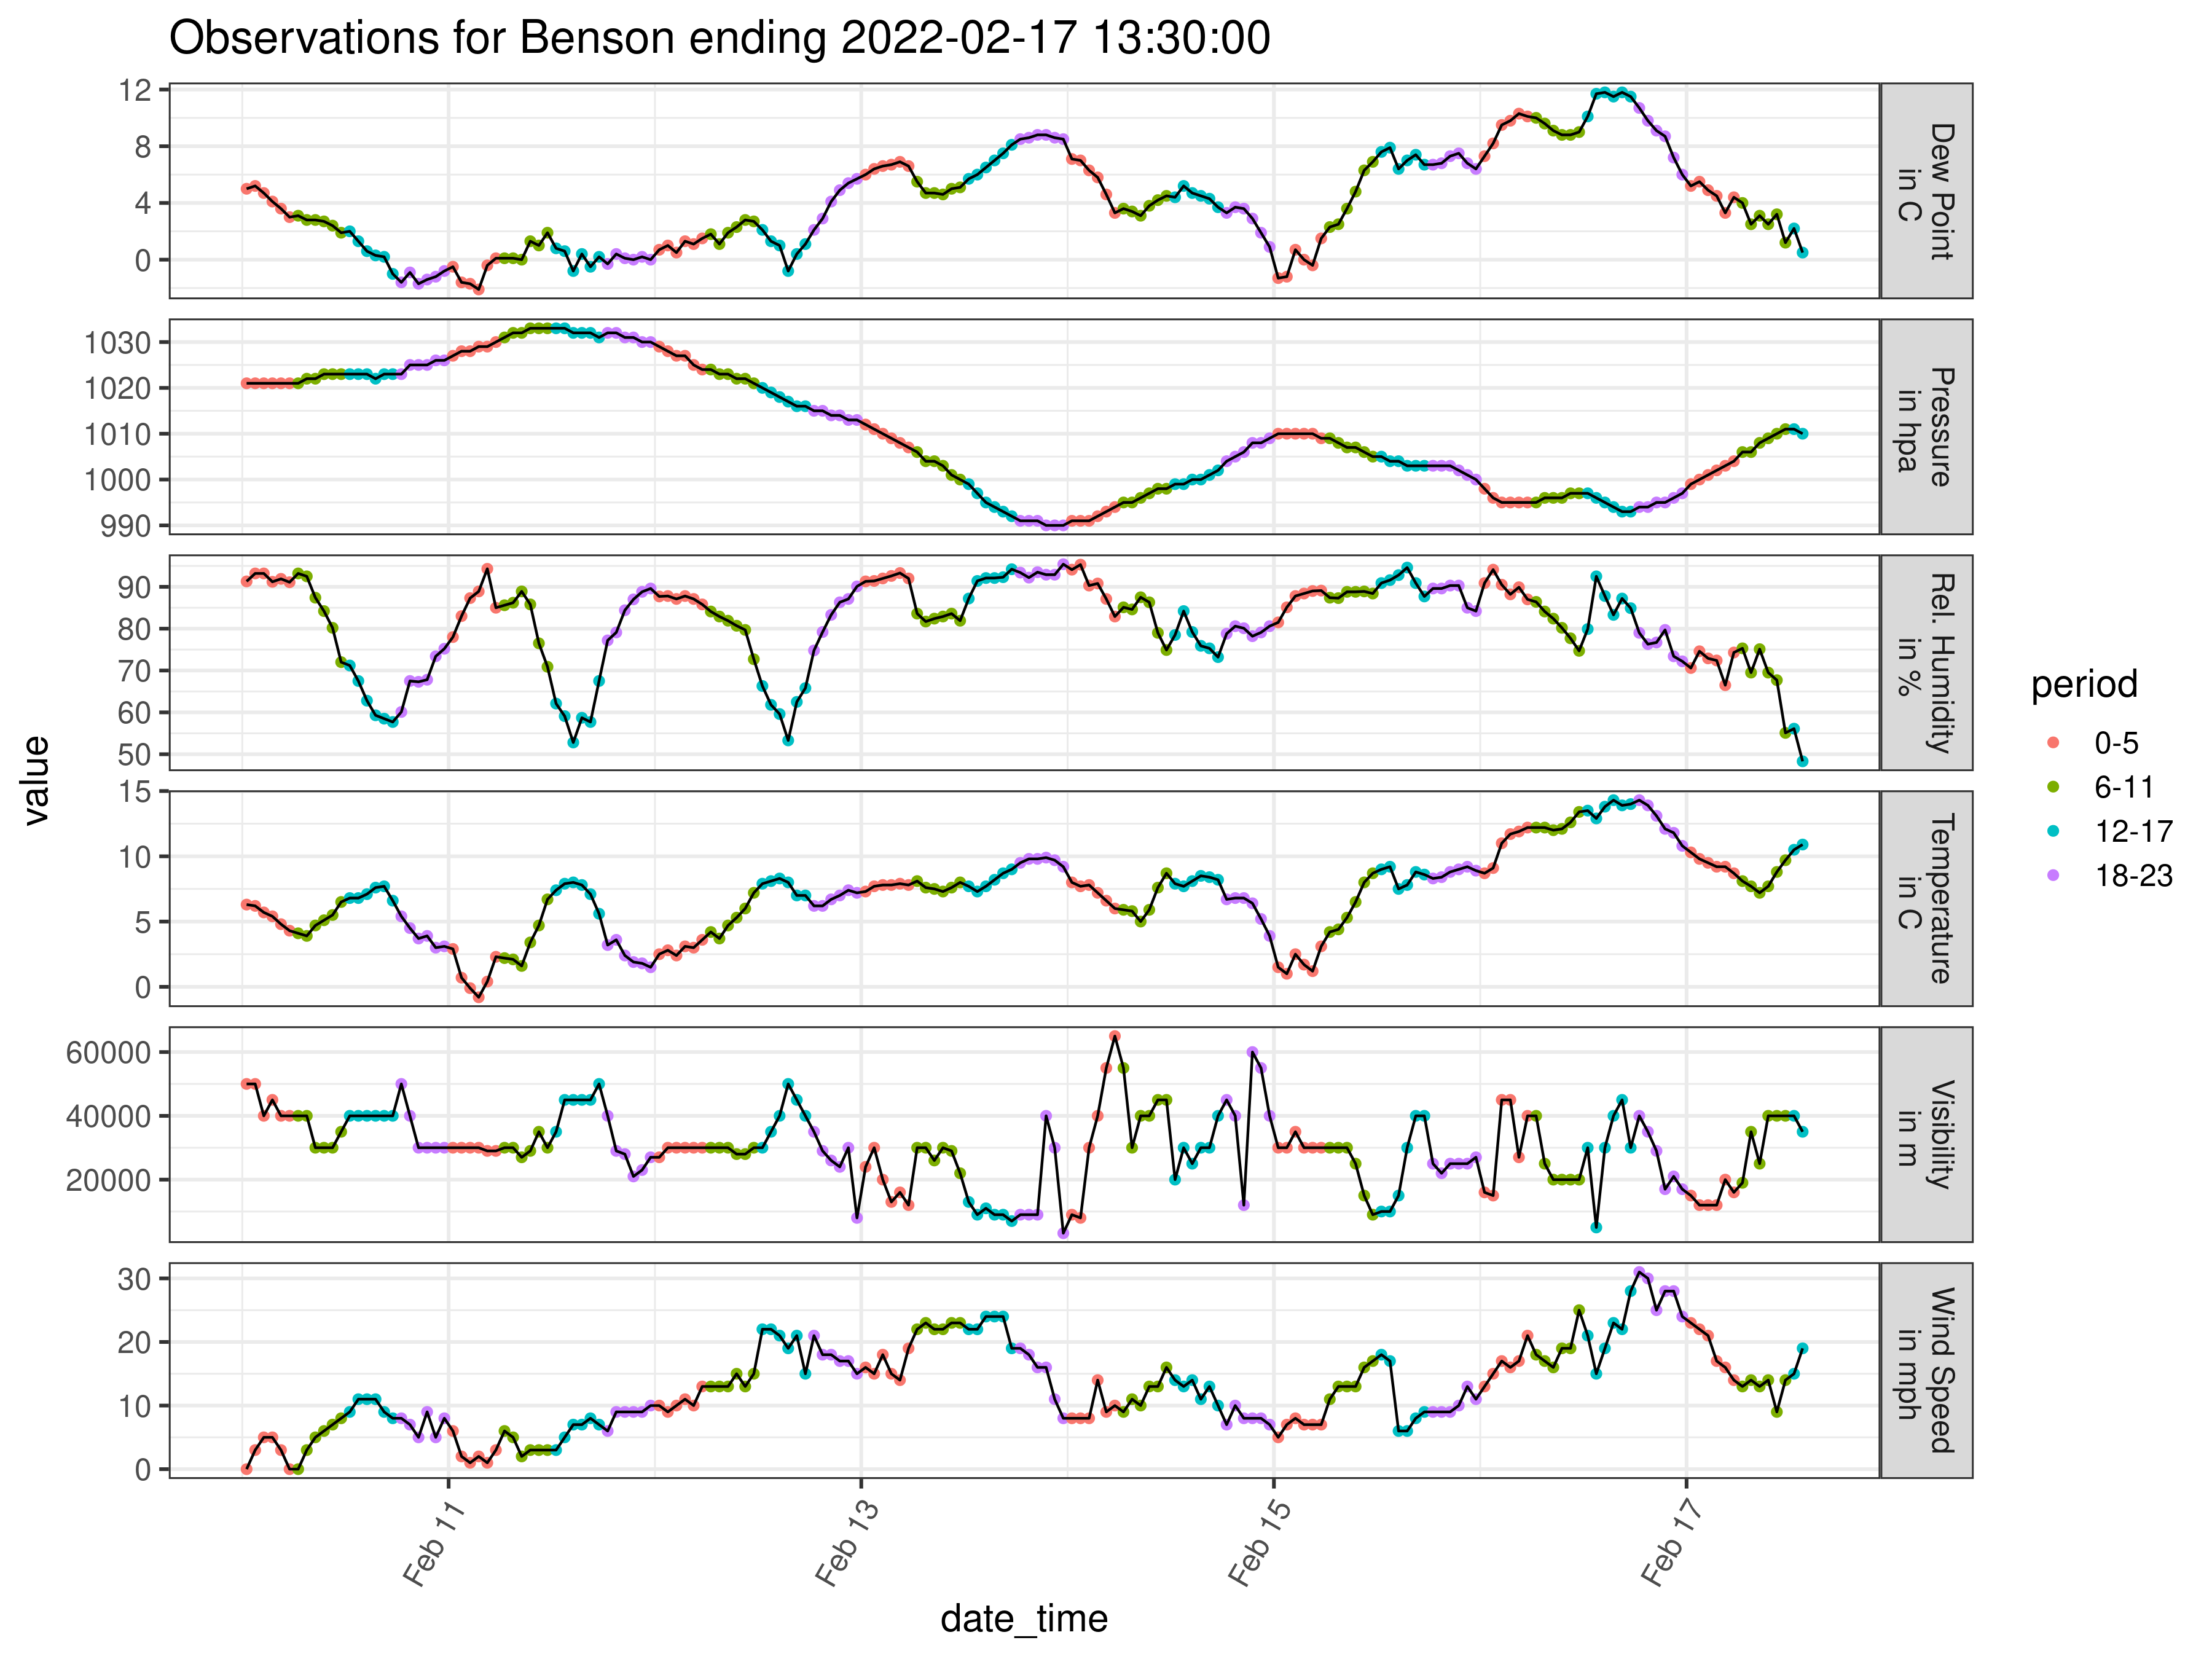 Observations for Benson ending 2022-02-17 13:30:00
12
8
4
0
Dew Point
in C
1030
1020
1010
1000
990
Pressure
in hpa
90
80
70
60
50
Rel. Humidity
in %
15
10
5
0
Temperature
in C
60000
40000
20000
Visibility
in m
30
20
10
0
Wind Speed
in mph
value
Feb 11
Feb 13
Feb 15
Feb 17
date_time
period
0-5
6-11
12-17
18-23